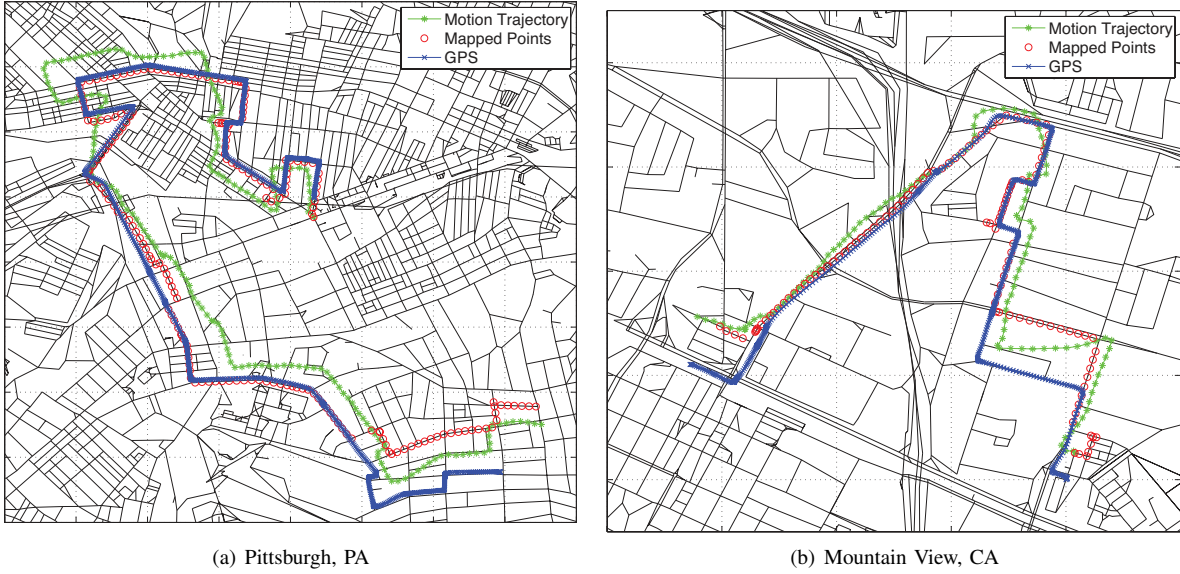 Motion Trajectory
Mapped Points
GPS
Motion Trajectory
Mapped Points
GPS
(a) Pittsburgh, PA
(b) Mountain View, CA